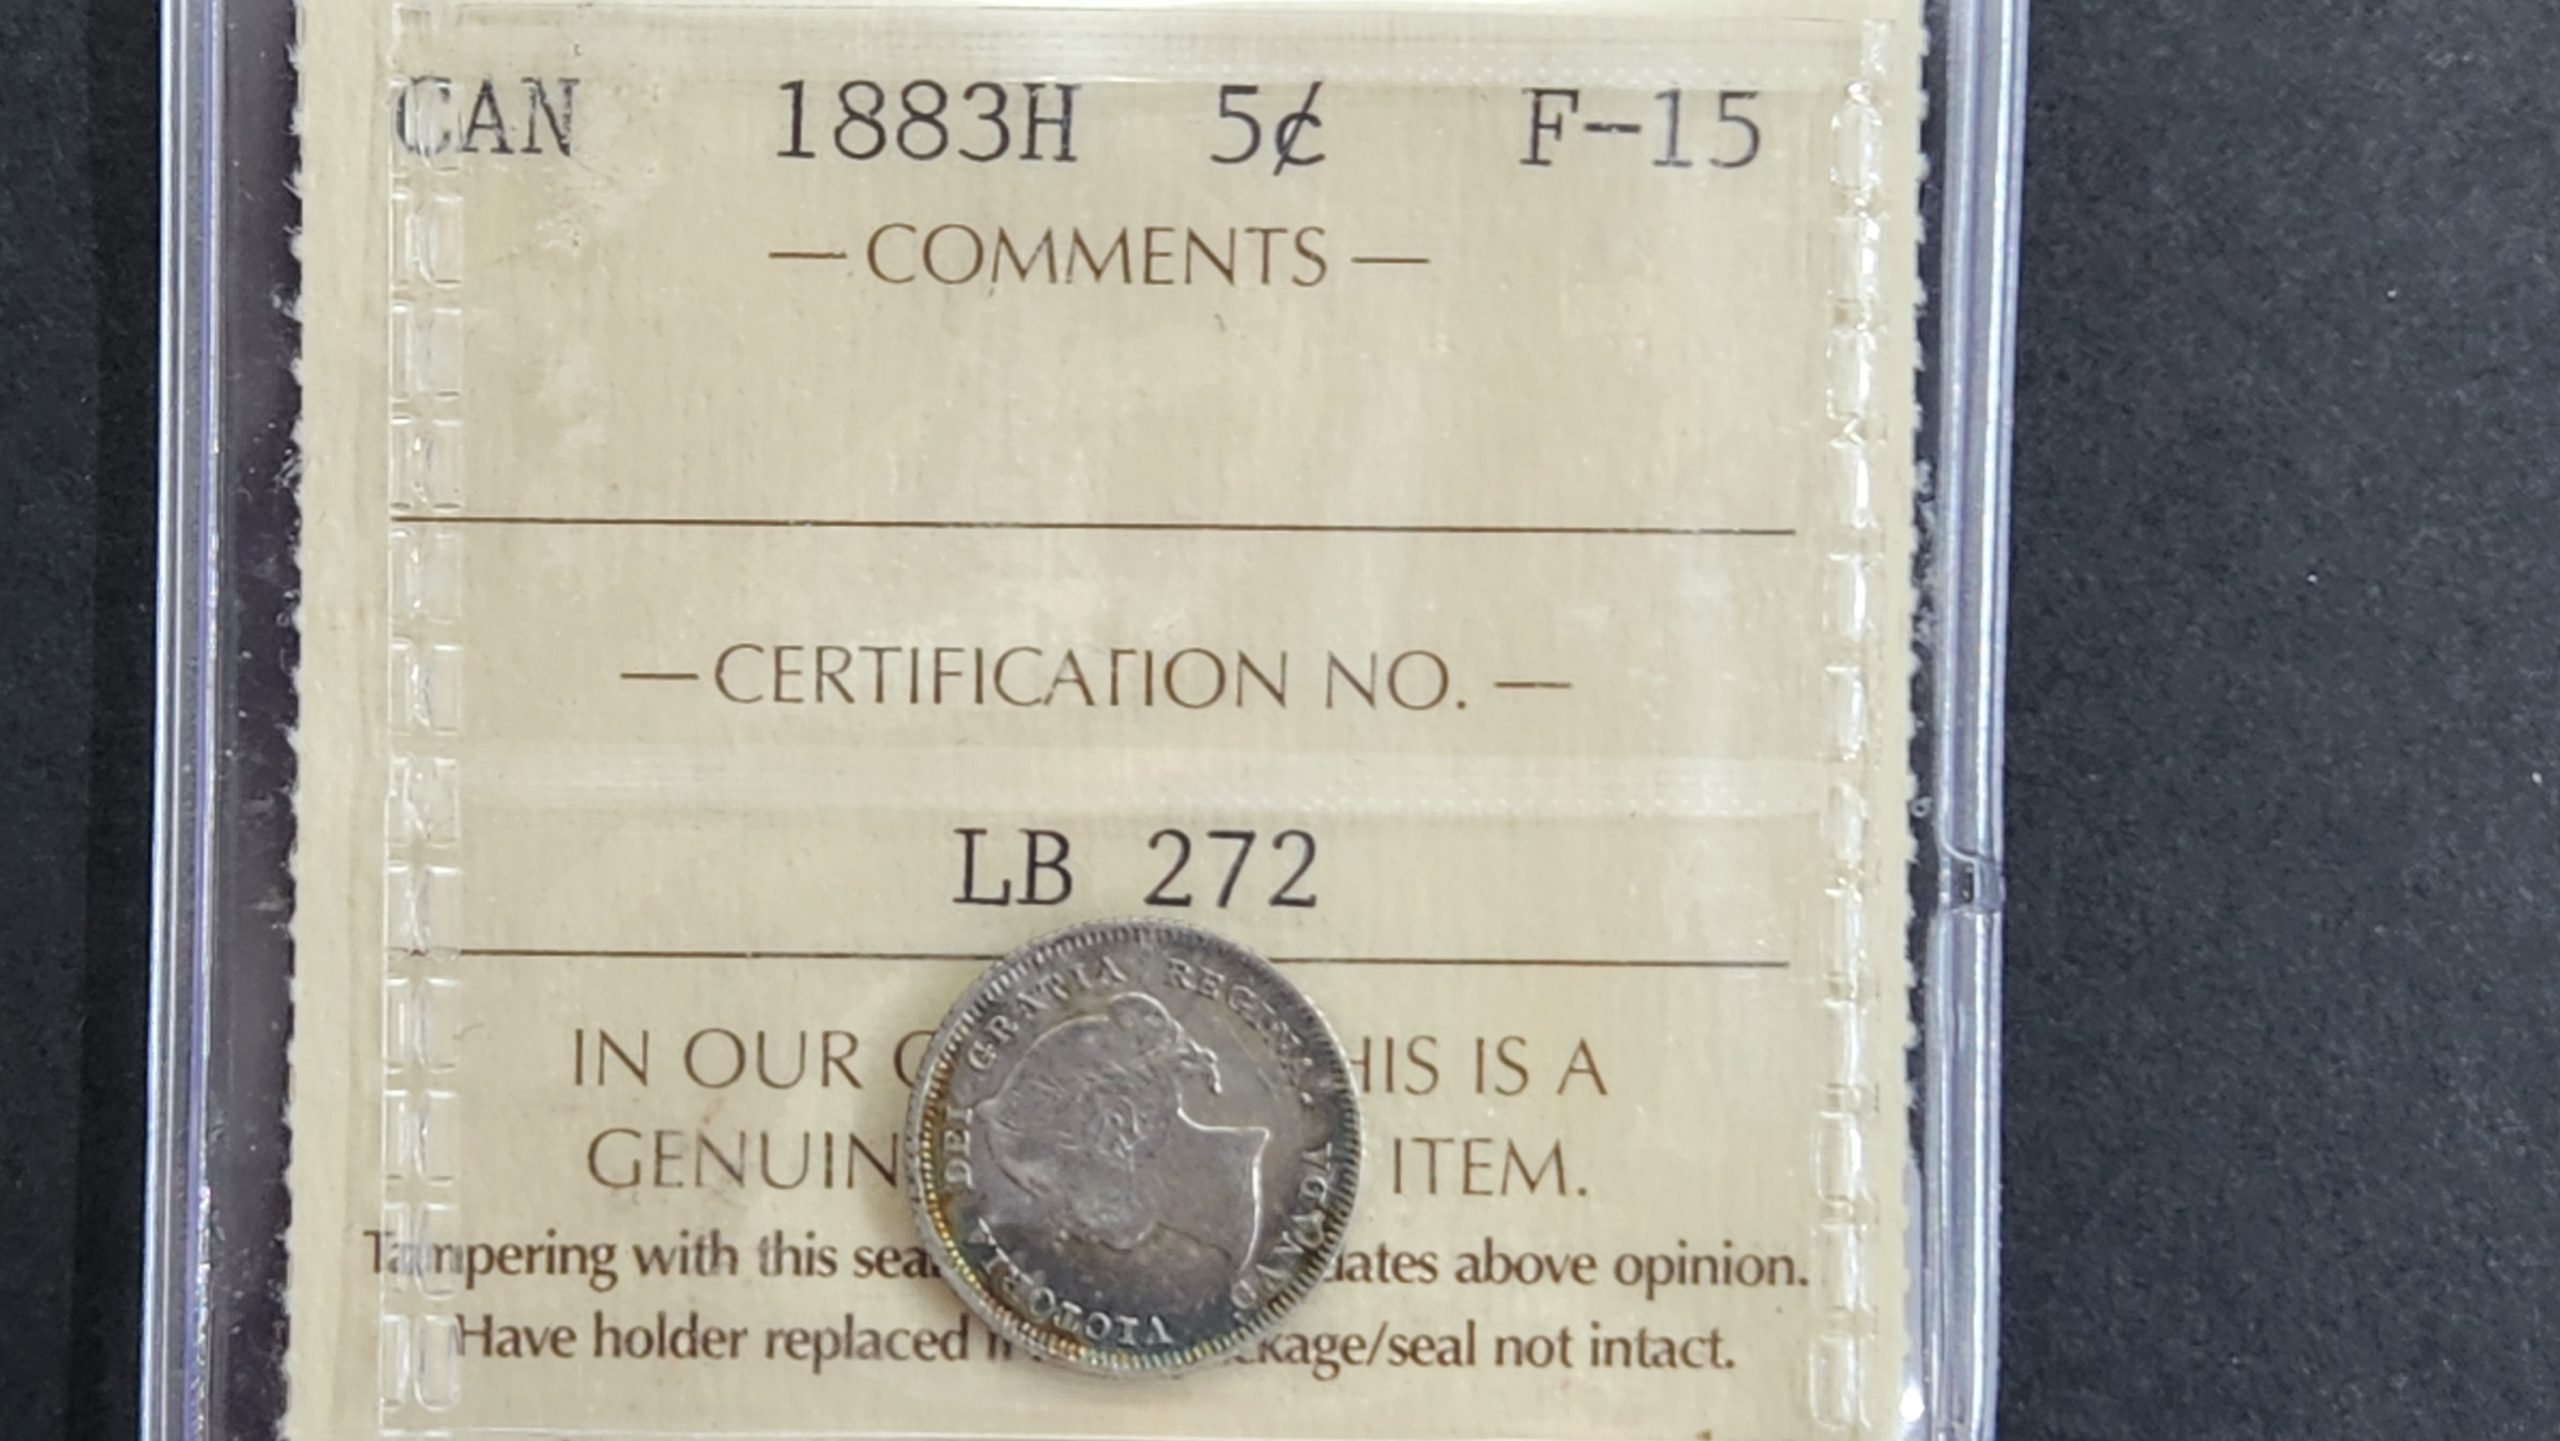 CAN 1883H 5¢ F-15
— COMMENTS —
— CERTIFICATION NO. —
LB 272
IN OUR HIS IS A
GENUIN ITEM.
Tampering with this sea dates above opinion.
Have holder replaced kage/seal not intact.
VICTORIA DEI GRATIA REGINA. CANADA